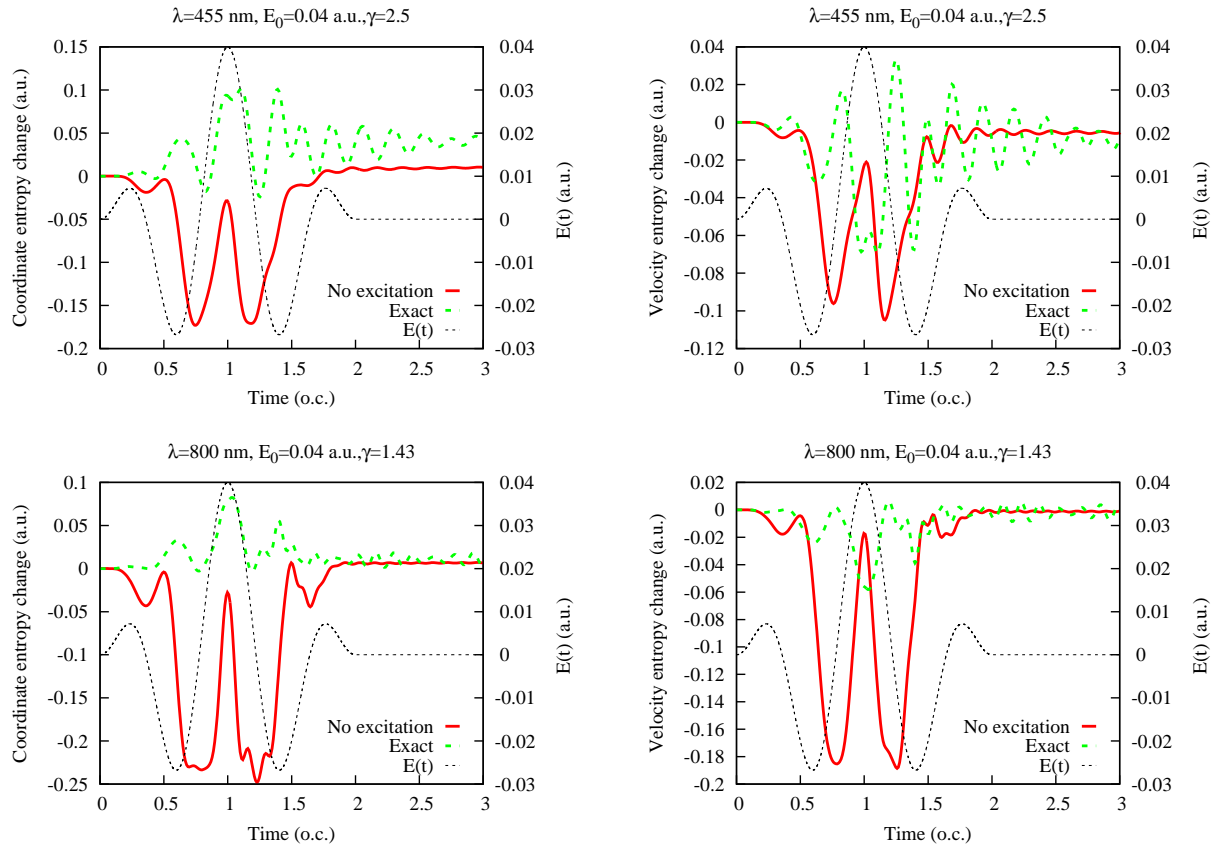 λ=455 nm, E0=0.04 a.u.,γ=2.5
Coordinate entropy change (a.u.)
0.15
0.1
0.05
0
-0.05
-0.1
-0.15
-0.2
0 0.5 1 1.5 2 2.5 3
Time (o.c.)
0.04
0.03
0.02
0.01
0
-0.01
-0.02
-0.03
E(t) (a.u.)
No excitation
Exact
E(t)
λ=455 nm, E0=0.04 a.u.,γ=2.5
Velocity entropy change (a.u.)
0.04
0.02
0
-0.02
-0.04
-0.06
-0.08
-0.1
-0.12
0 0.5 1 1.5 2 2.5 3
Time (o.c.)
0.04
0.03
0.02
0.01
0
-0.01
-0.02
-0.03
E(t) (a.u.)
No excitation
Exact
E(t)
λ=800 nm, E0=0.04 a.u.,γ=1.43
Coordinate entropy change (a.u.)
0.1
0.05
0
-0.05
-0.1
-0.15
-0.2
-0.25
0 0.5 1 1.5 2 2.5 3
Time (o.c.)
0.04
0.03
0.02
0.01
0
-0.01
-0.02
-0.03
E(t) (a.u.)
No excitation
Exact
E(t)
λ=800 nm, E0=0.04 a.u.,γ=1.43
Velocity entropy change (a.u.)
0.02
0
-0.02
-0.04
-0.06
-0.08
-0.1
-0.12
-0.14
-0.16
-0.18
-0.2
0 0.5 1 1.5 2 2.5 3
Time (o.c.)
0.04
0.03
0.02
0.01
0
-0.01
-0.02
-0.03
E(t) (a.u.)
No excitation
Exact
E(t)